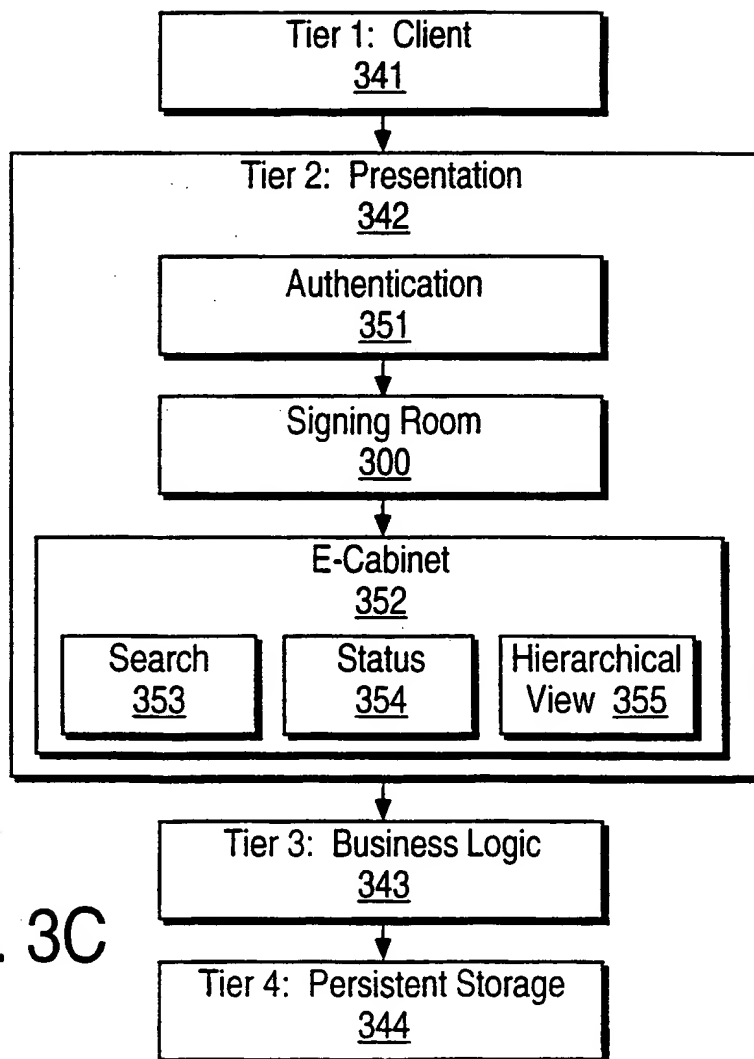 Tier 1: Client
341
Tier 2: Presentation
342
Authentication
351
Signing Room
300
E-Cabinet
352
Search
353
Status
354
Hierarchical
View 355
Tier 3: Business Logic
343
. 3C
Tier 4: Persistent Storage
344